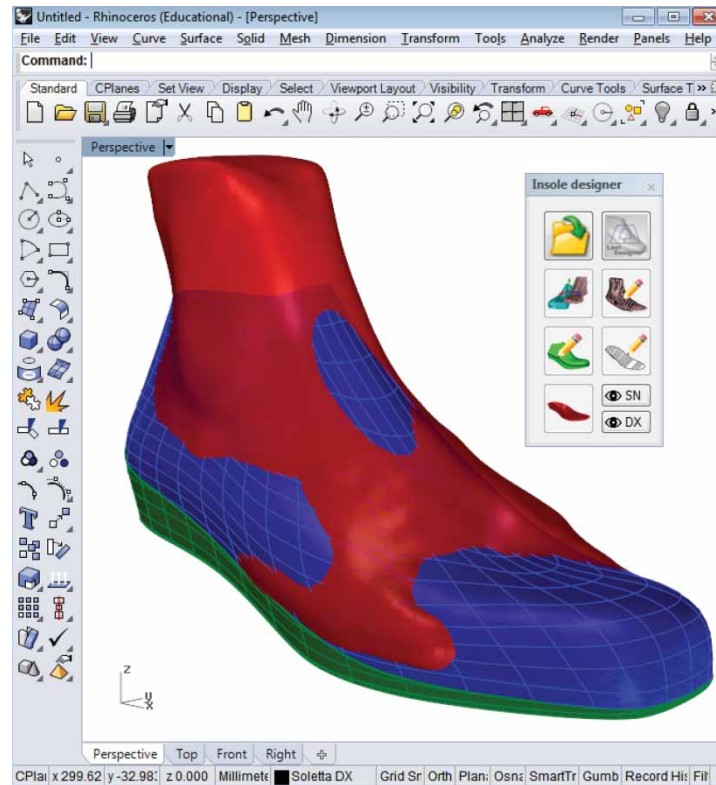 Untitled - Rhinoceros (Educational) - [Perspective]
File Edit View Curve Surface Solid Mesh Dimension Transform Tools Analyze Render Panels Help
Command:
Standard CPlanes Set View Display Select Viewport Layout Visibility Transform Curve Tools Surface T
Perspective
Insole designer
SN
DX
z
y
x
Perspective Top Front Right
CPlai x 299.62 y -32.98 z 0.000 Millimete Soletta DX Grid Sr Orth Plan Osna SmartTr Gumb Record His Filt